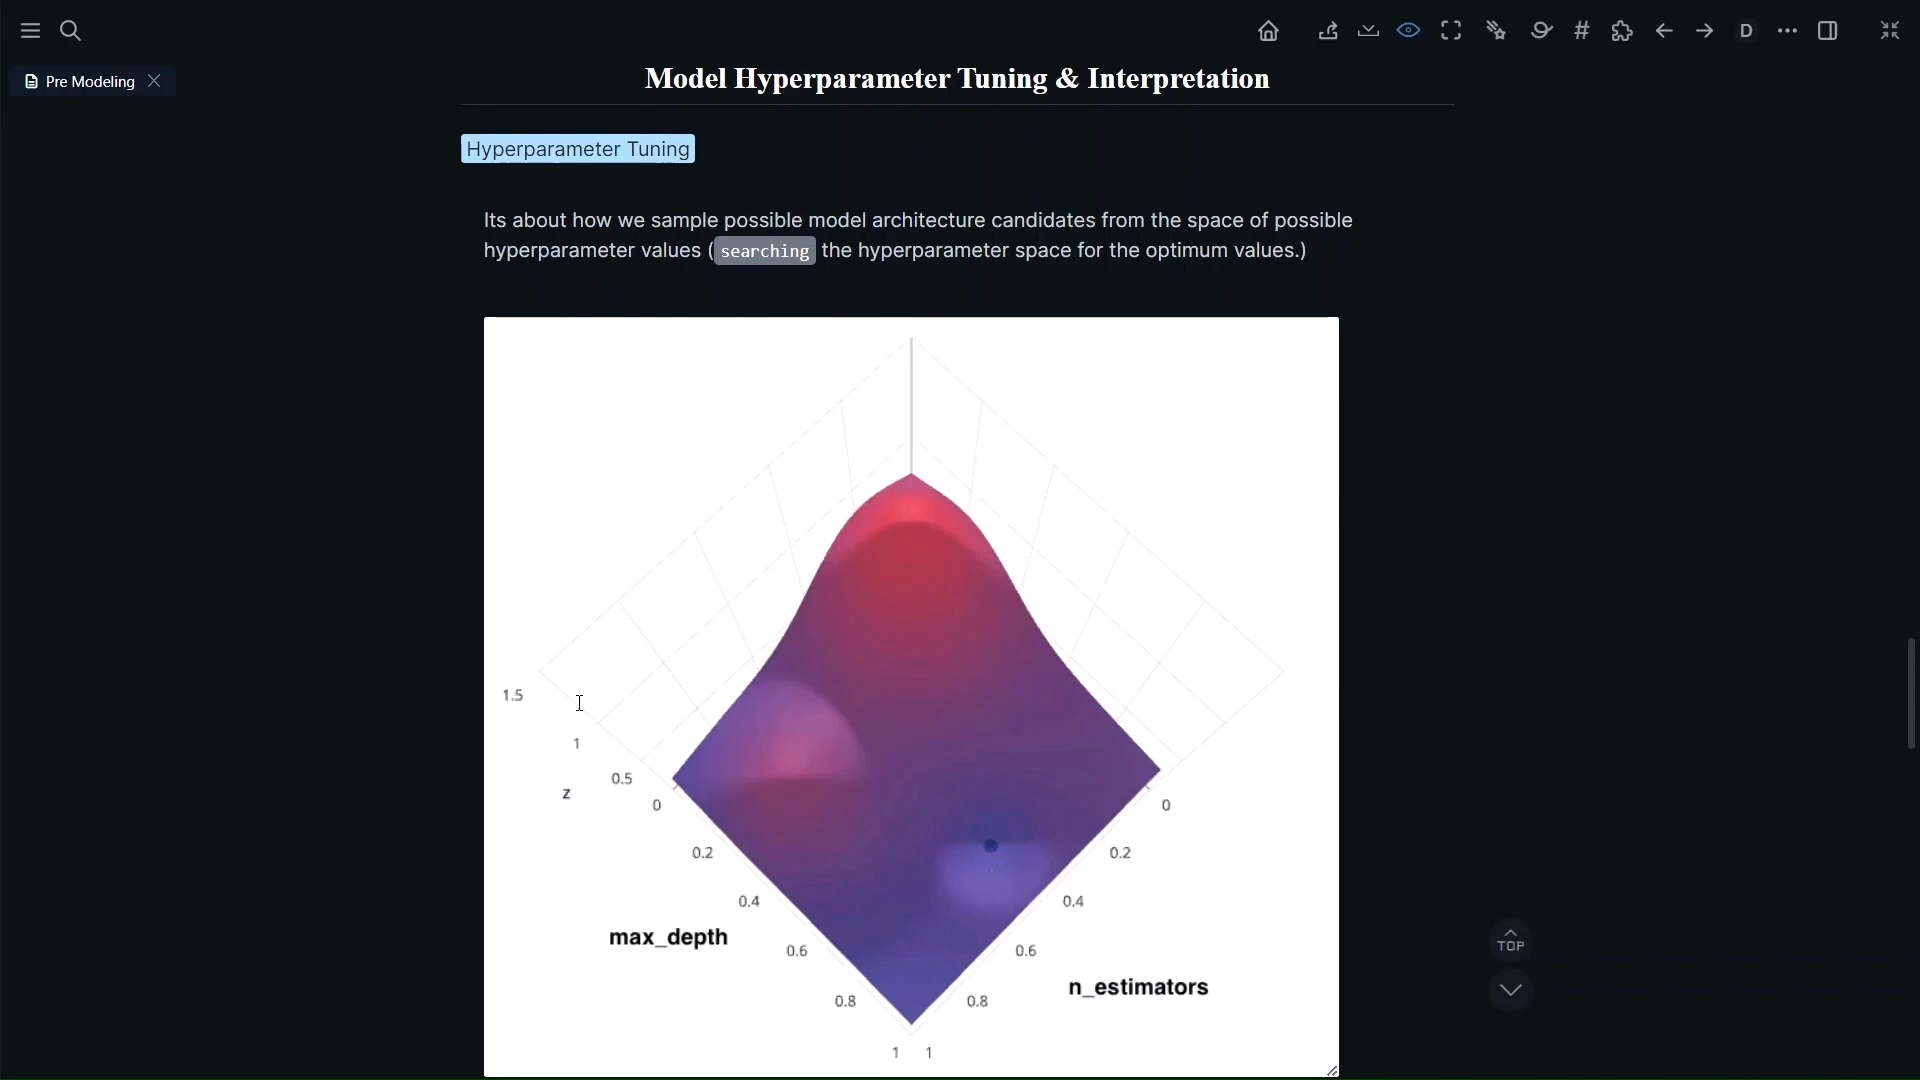 #
D
Pre Modeling
Model Hyperparameter Tuning & Interpretation
Hyperparameter Tuning
Its about how we sample possible model architecture candidates from the space of possible
hyperparameter values (searching the hyperparameter space for the optimum values.)
1.5
1
0.5
z
0
0
0.2
0.2
0.4
0.4
max_depth
0.6
0.6
n_estimators
0.8
0.8
1
1
TOP